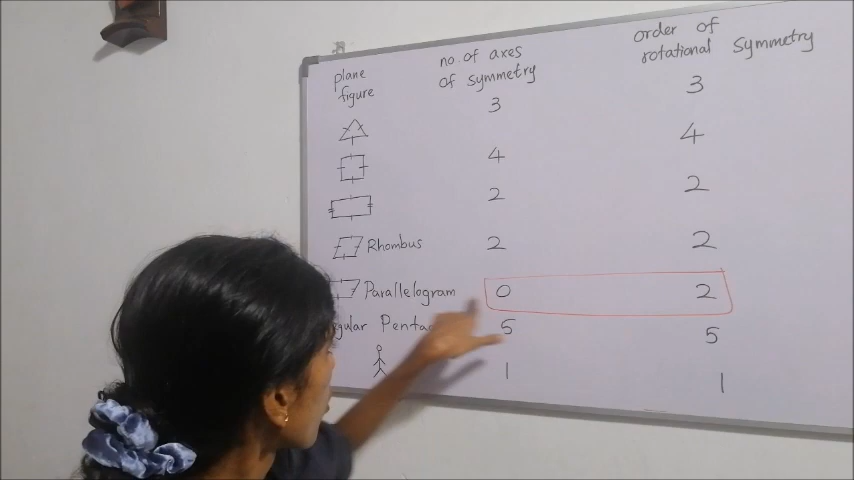 plane figure no of axes of symmetry order of rotational symmetry
3 3
4 4
2 2
Rhombus 2 2
Parallelogram 0 2
5 5
1 1